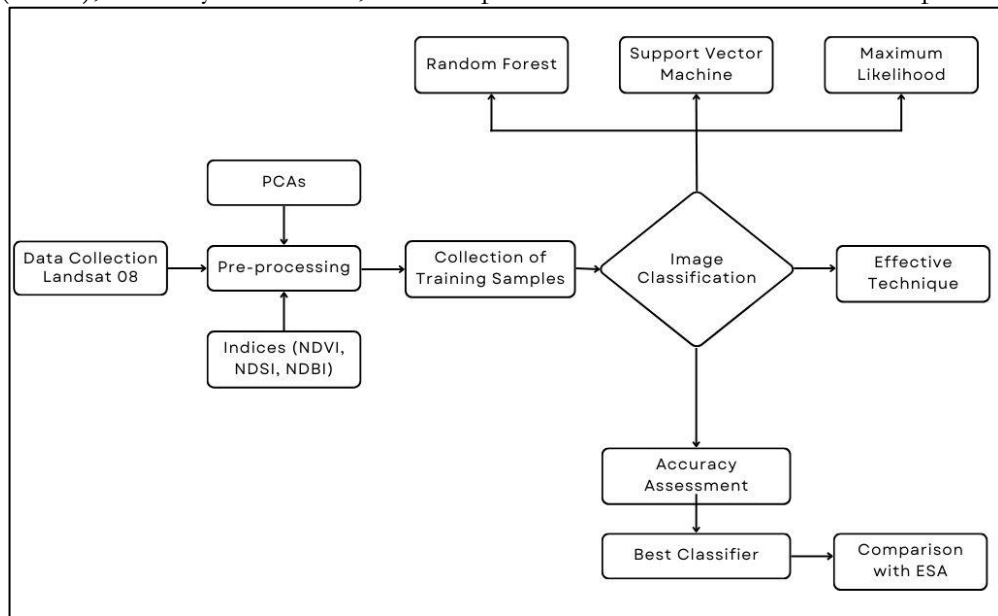 Random Forest
Support Vector
Machine
Maximum
Likelihood
PCAs
Data Collection
Landsat 08
Pre-processing
Collection of
Training Samples
Image
Classification
Effective
Technique
Indices (NDVI,
NDSI, NDBI)
Accuracy
Assessment
Best Classifier
Comparison
with ESA